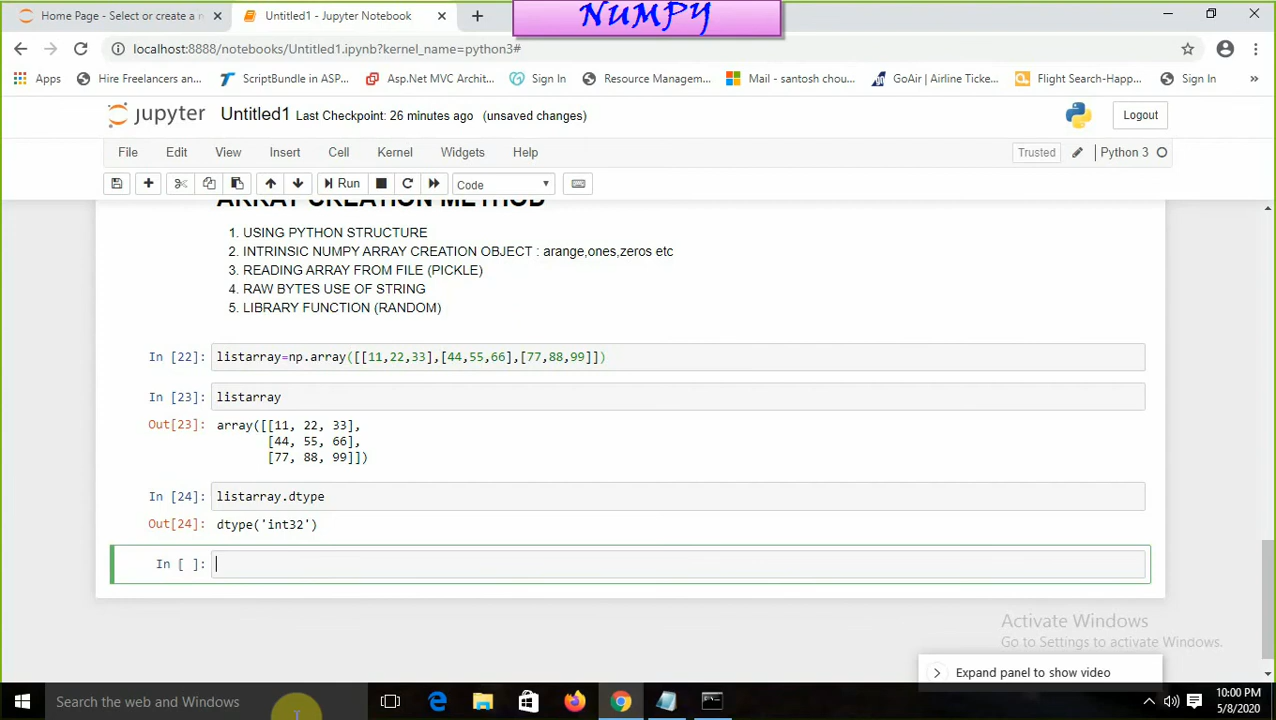 NUMPY
Home Page - Select or create a n
Untitled1 - Jupyter Notebook
localhost:8888/notebooks/Untitled1.ipynb?kernel_name=python3#
Apps
Hire Freelancers an...
ScriptBundle in ASP...
Asp.Net MVC Archit...
Sign In
Resource Managem...
Mail - santosh chou...
GoAir | Airline Ticke...
Flight Search-Happ...
Sign In
»
jupyter Untitled1 Last Checkpoint: 26 minutes ago (unsaved changes)
Logout
File Edit View Insert Cell Kernel Widgets Help
Trusted
Python 3
Run
Code
ARRAY CREATION METHOD
1. USING PYTHON STRUCTURE
2. INTRINSIC NUMPY ARRAY CREATION OBJECT : arange,ones,zeros etc
3. READING ARRAY FROM FILE (PICKLE)
4. RAW BYTES USE OF STRING
5. LIBRARY FUNCTION (RANDOM)
In [22]: listarray=np.array([[11,22,33],[44,55,66],[77,88,99]])
In [23]: listarray
Out[23]: array([[11, 22, 33],
[44, 55, 66],
[77, 88, 99]])
In [24]: listarray.dtype
Out[24]: dtype('int32')
In [ ]:
Activate Windows
Go to Settings to activate Windows.
Expand panel to show video
Search the web and Windows
10:00 PM
5/8/2020